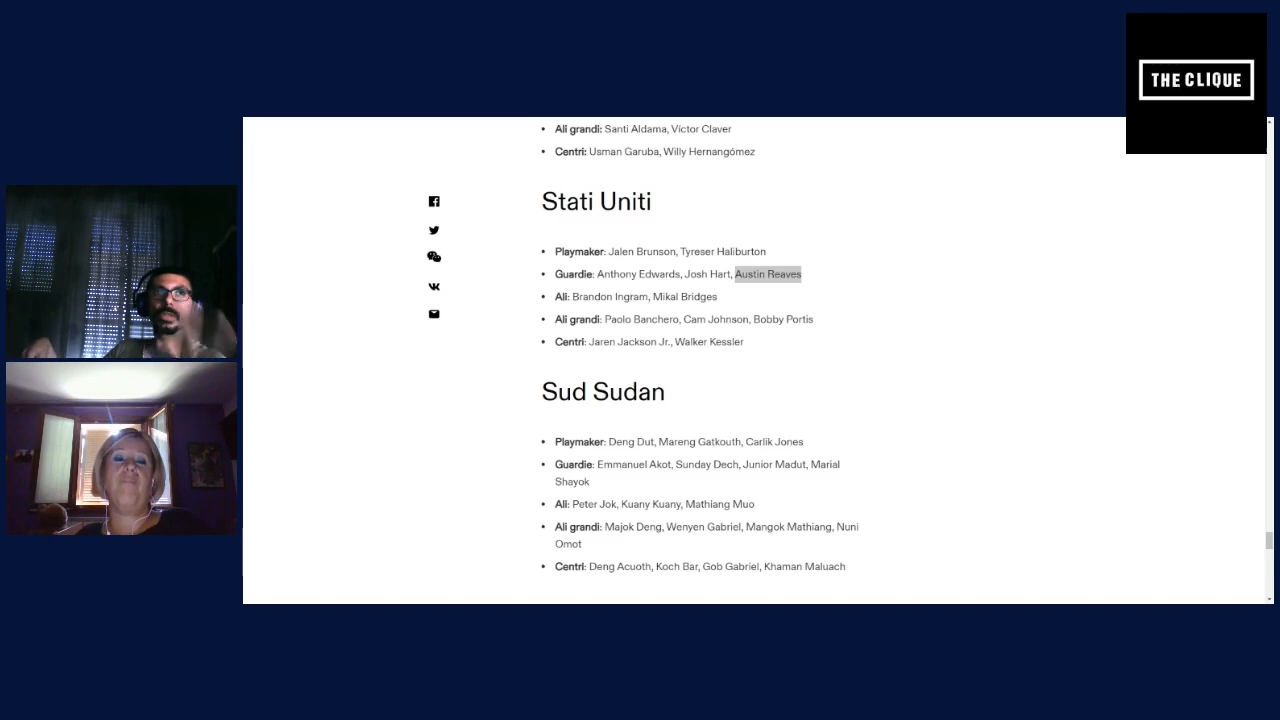 THE CLIQUE
Ali grandi: Santi Aldama, Víctor Claver
Centri: Usman Garuba, Willy Hernangómez
Stati Uniti
Playmaker: Jalen Brunson, Tyreser Haliburton
Guardie: Anthony Edwards, Josh Hart, Austin Reaves
Ali: Brandon Ingram, Mikal Bridges
Ali grandi: Paolo Banchero, Cam Johnson, Bobby Portis
Centri: Jaren Jackson Jr., Walker Kessler
Sud Sudan
Playmaker: Deng Dut, Mareng Gatkouth, Carlik Jones
Guardie: Emmanuel Akot, Sunday Dech, Junior Madut, Marial
Shayok
Ali: Peter Jok, Kuany Kuany, Mathiang Muo
Ali grandi: Majok Deng, Wenyen Gabriel, Mangok Mathiang, Nuni
Omot
Centri: Deng Acuoth, Koch Bar, Gob Gabriel, Khaman Maluach